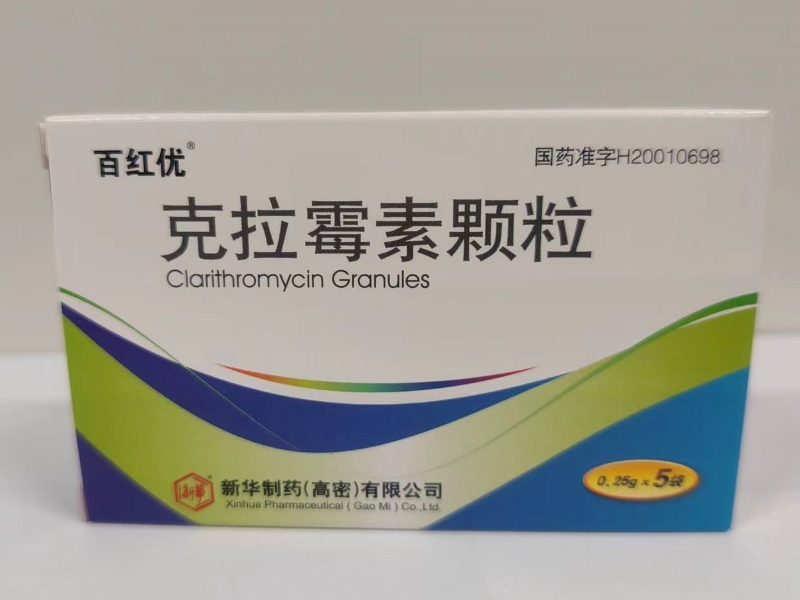 百红优®
国药准字H20010698
克拉霉素颗粒
Clarithromycin Granules
新華®
新华制药(高密)有限公司
Xinhua Pharmaceutical ( Gao Mi ) Co.,Ltd.
0.25g×5袋